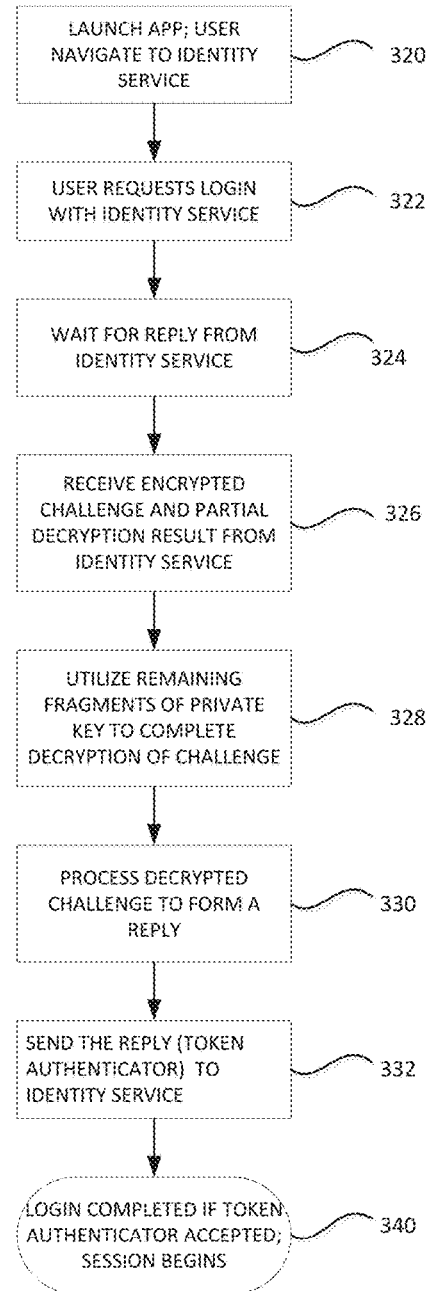 LAUNCH APP; USER
NAVIGATE TO IDENTITY
SERVICE
320
USER REQUESTS LOGIN
WITH IDENTITY SERVICE
322
WAIT FOR REPLY FROM
IDENTITY SERVICE
324
RECEIVE ENCRYPTED
CHALLENGE AND PARTIAL
DECRYPTION RESULT FROM
IDENTITY SERVICE
326
UTILIZE REMAINING
FRAGMENTS OF PRIVATE
KEY TO COMPLETE
DECRYPTION OF CHALLENGE
328
PROCESS DECRYPTED
CHALLENGE TO FORM A
REPLY
330
SEND THE REPLY (TOKEN
AUTHENTICATOR) TO
IDENTITY SERVICE
332
LOGIN COMPLETED IF TOKEN
AUTHENTICATOR ACCEPTED;
SESSION BEGINS
340